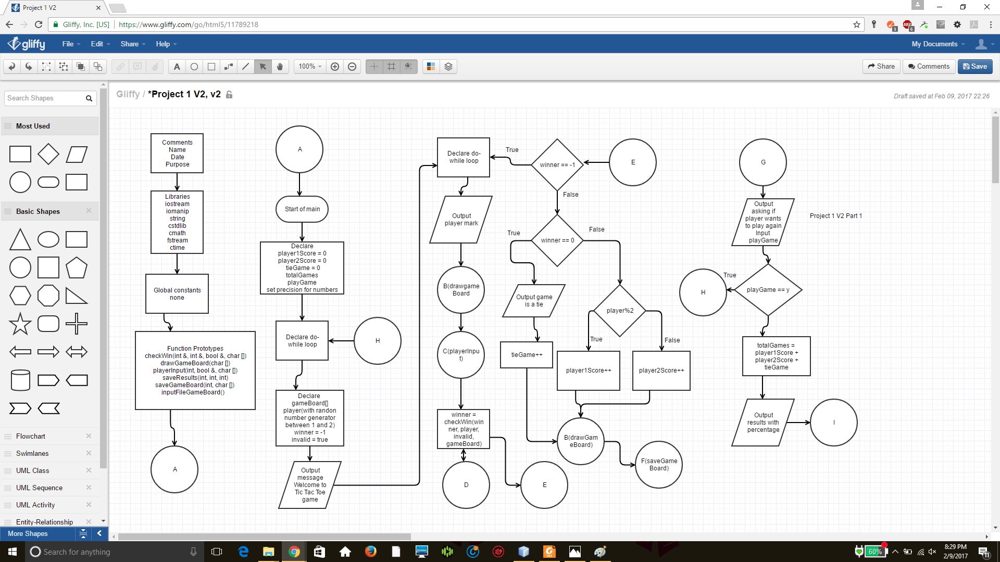 Project 1 V2
Gliffy, Inc. [US]
https://www.gliffy.com/go/html5/11789218
3
ABP
6
gliffy
File
Edit
Share
Help
My Documents
A
100%
Share
Comments
Save
Search Shapes
Gliffy / *Project 1 V2, v2
Draft saved at Feb 09, 2017 22:26
Most Used
Basic Shapes
Flowchart
Swimlanes
UML Class
UML Sequence
UML Activity
Entity-Relationship
More Shapes
Comments
Name
Date
Purpose
Libraries
iostream
iomanip
string
cstdlib
cmath
fstream
ctime
Global constants
none
Function Prototypes
checkWin(int &, int &, bool &, char [])
drawGameBoard(char [])
playerInput(int, bool &, char [])
saveResults(int, int, int)
saveGameBoard(int, char [])
inputFileGameBoard()
A
A
Start of main
Declare
player1Score = 0
player2Score = 0
tieGame = 0
totalGames
playGame
set precision for numbers
Declare do-
while loop
H
Declare
gameBoard[]
player(with randon
number generator
between 1 and 2)
winner = -1
invalid = true
Output
message
Welcome to
Tic Tac Toe
game
Declare do-
while loop
Output
player mark
B(drawgame
Board
C(playerInpu
t)
winner =
checkWin(win
ner, player,
invalid,
gameBoard)
D
E
True
winner == -1
E
False
True
winner == 0
False
Output game
is a tie
tieGame++
player%2
True
False
player1Score++
player2Score++
B(drawGam
eBoard)
F(saveGame
Board)
G
Output
asking if
player wants
to play again
Input
playGame
Project 1 V2 Part 1
True
H
playGame == y
totalGames =
player1Score +
player2Score +
tieGame
Output
results with
percentage
I
Search for anything
60%
8:29 PM
2/9/2017
11